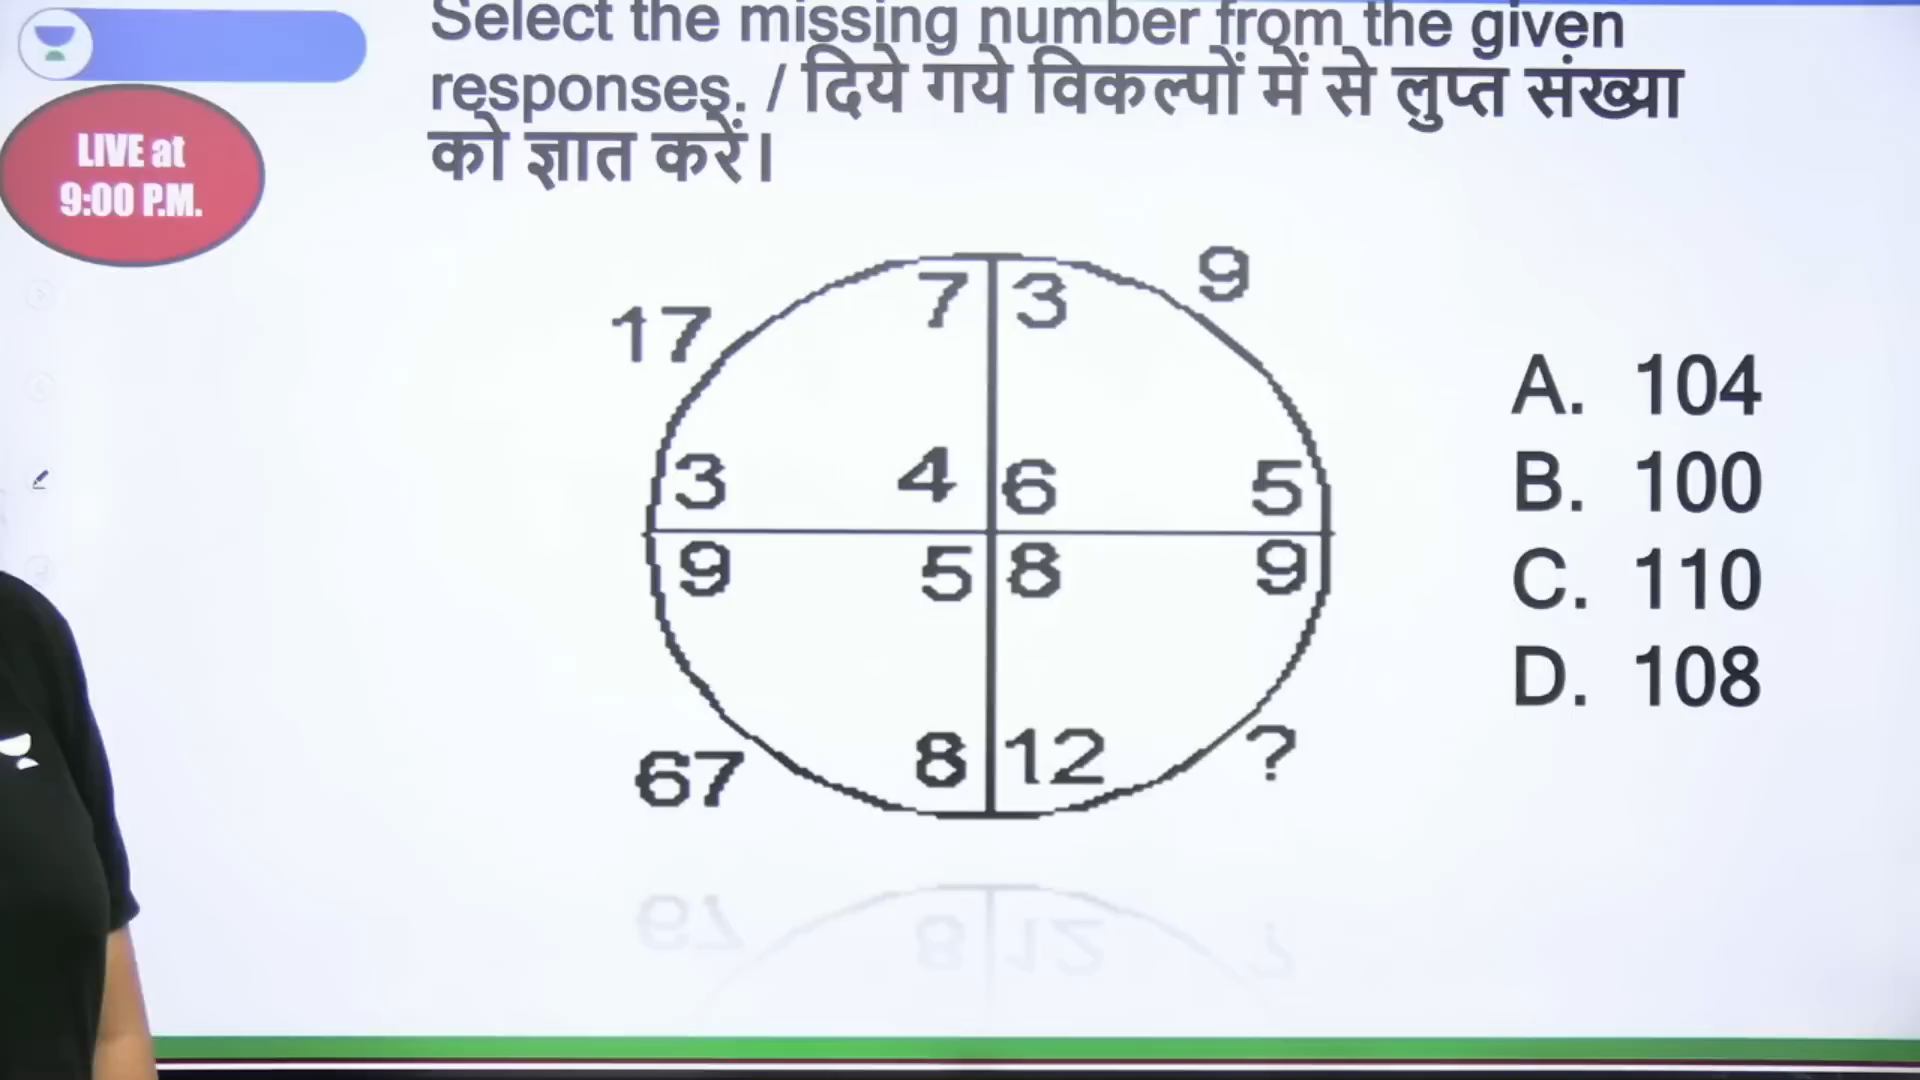 Select the missing number from the given
responses. / दिये गये विकल्पों में से लुप्त संख्या
को ज्ञात करें।
LIVE at
9:00 P.M.
17
7
3
9
3
4
6
5
9
5
8
9
67
8
12
?
A. 104
B. 100
C. 110
D. 108